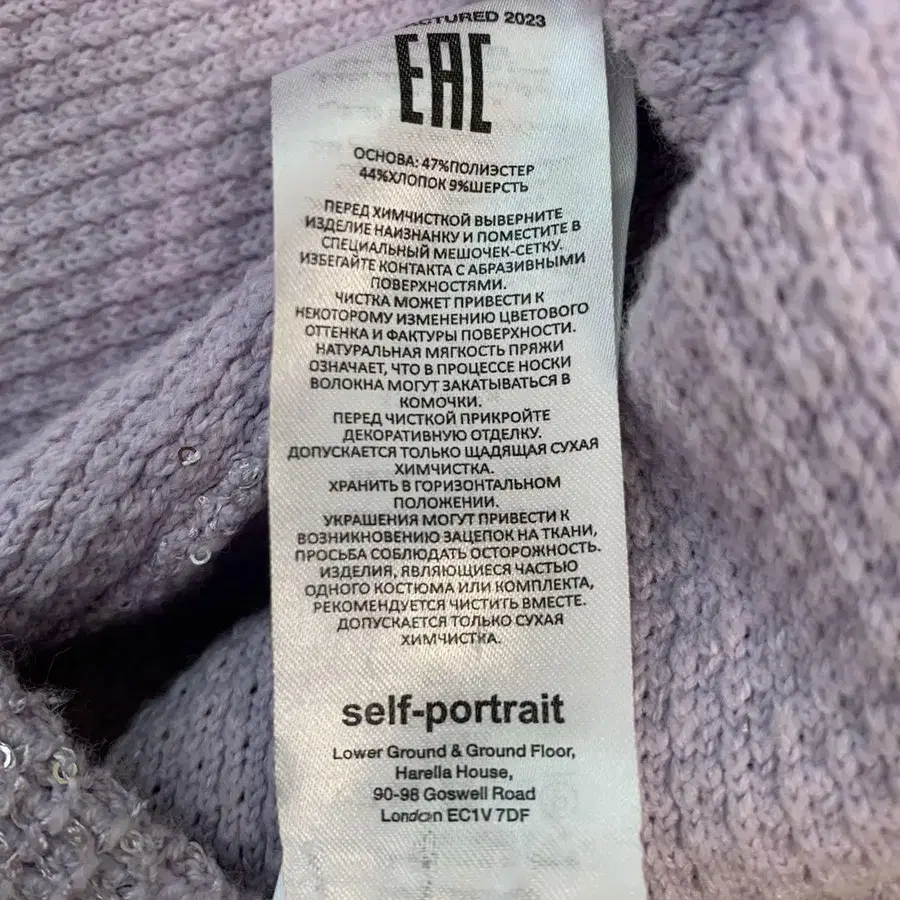 2023
EAC
ОСНОВА: 47%ПОЛИЭСТЕР
44%ХЛОПОК 9%ШЕРСТЬ
ПЕРЕД ХИМЧИСТКОЙ ВЫВЕРНИТЕ
ИЗДЕЛИЕ НАИЗНАНКУ И ПОМЕСТИТЕ В
СПЕЦИАЛЬНЫЙ МЕШОЧЕК-СЕТКУ.
ИЗБЕГАЙТЕ КОНТАКТА С АБРАЗИВНЫМИ
ПОВЕРХНОСТЯМИ.
ЧИСТКА МОЖЕТ ПРИВЕСТИ К
НЕКОТОРОМУ ИЗМЕНЕНИЮ ЦВЕТОВОГО
ОТТЕНКА И ФАКТУРЫ ПОВЕРХНОСТИ.
НАТУРАЛЬНАЯ МЯГКОСТЬ ПРЯЖИ
ОЗНАЧАЕТ, ЧТО В ПРОЦЕССЕ НОСКИ
ВОЛОКНА МОГУТ ЗАКАТЫВАТЬСЯ В
КОМОЧКИ.
ПЕРЕД ЧИСТКОЙ ПРИКРОЙТЕ
ДЕКОРАТИВНУЮ ОТДЕЛКУ.
ДОПУСКАЕТСЯ ТОЛЬКО ЩАДЯЩАЯ СУХАЯ
ХИМЧИСТКА.
ХРАНИТЬ В ГОРИЗОНТАЛЬНОМ
ПОЛОЖЕНИИ.
УКРАШЕНИЯ МОГУТ ПРИВЕСТИ К
ВОЗНИКНОВЕНИЮ ЗАЦЕПОК НА ТКАНИ,
ПРОСЬБА СОБЛЮДАТЬ ОСТОРОЖНОСТЬ.
ИЗДЕЛИЯ, ЯВЛЯЮЩИЕСЯ ЧАСТЬЮ
ОДНОГО КОСТЮМА ИЛИ КОМПЛЕКТА,
РЕКОМЕНДУЕТСЯ ЧИСТИТЬ ВМЕСТЕ.
ДОПУСКАЕТСЯ ТОЛЬКО СУХАЯ
ХИМЧИСТКА.
self-portrait
Lower Ground & Ground Floor,
Harella House,
90-98 Goswell Road
London EC1V 7DF